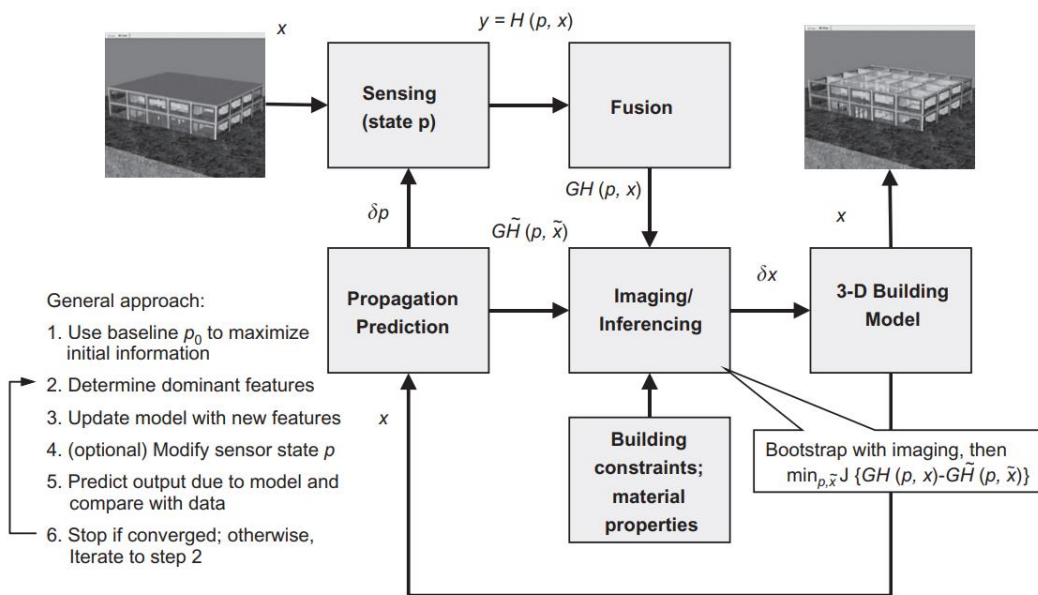 x
y = H (p, x)
Sensing
(state p)
Fusion
GH (p, x)
δp
GH̃ (p, x̃)
x
Propagation
Prediction
Imaging/
Inferencing
δx
3-D Building
Model
General approach:
1. Use baseline p₀ to maximize
initial information
2. Determine dominant features
3. Update model with new features
4. (optional) Modify sensor state p
5. Predict output due to model and
compare with data
6. Stop if converged; otherwise,
Iterate to step 2
x
Building
constraints;
material
properties
Bootstrap with imaging, then
minₚ,ₓ̃ J {GH (p, x)-GH̃ (p, x̃)}